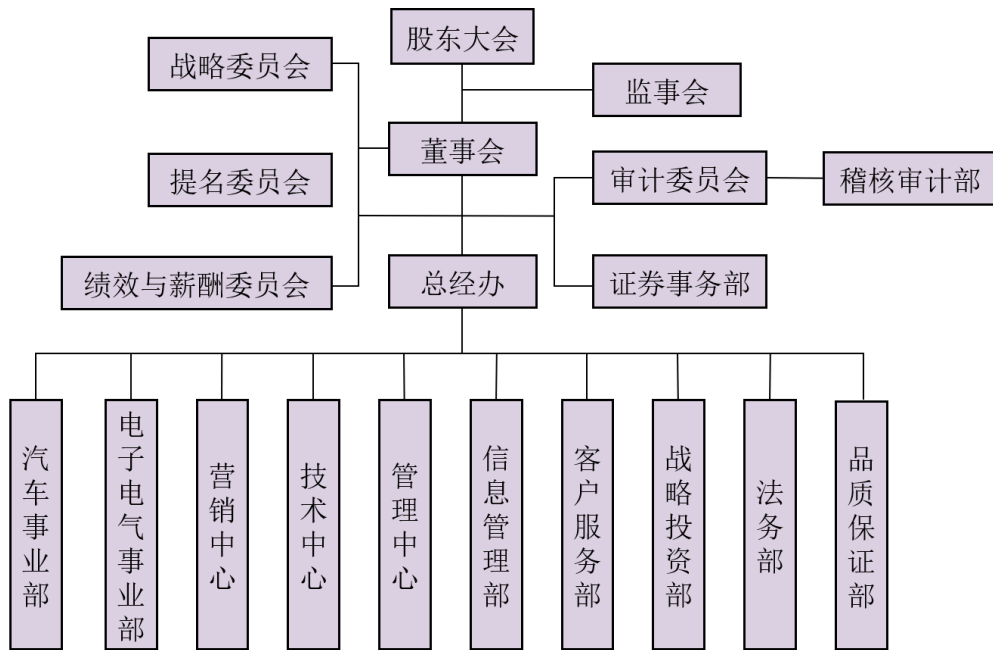 股东大会
战略委员会
监事会
董事会
提名委员会
审计委员会
稽核审计部
绩效与薪酬委员会
总经办
证券事务部
汽车事业部
电子电气事业部
营销中心
技术中心
管理中心
信息管理部
客户服务部
战略投资部
法务部
品质保证部